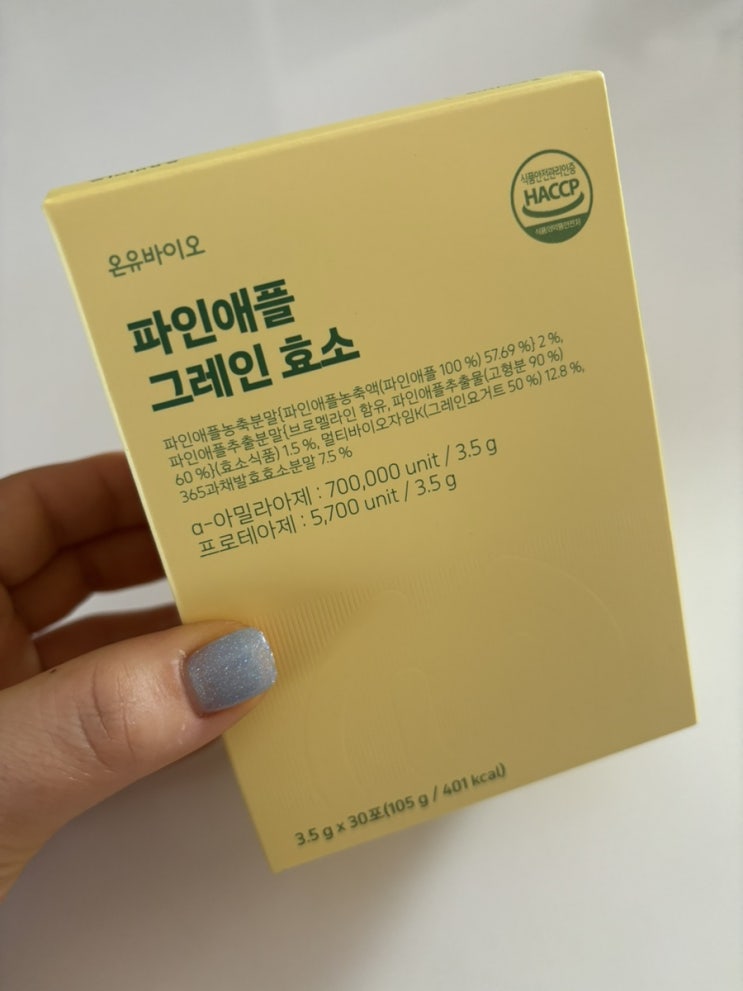 온유바이오
식품안전관리인증
HACCP
식품의약품안전처
파인애플
그레인 효소
파인애플농축분말{파인애플농축액(파인애플 100 %) 57.69 %} 2 %,
파인애플추출분말{브로멜라인 함유, 파인애플추출물(고형분 90 %)
60 %}(효소식품) 1.5 %, 멀티바이오자임K(그레인요거트 50 %) 12.8 %,
365과채발효효소분말 7.5 %
α-아밀라아제 : 700,000 unit / 3.5 g
프로테아제 : 5,700 unit / 3.5 g
3.5 g x 30포(105 g / 401 kcal)